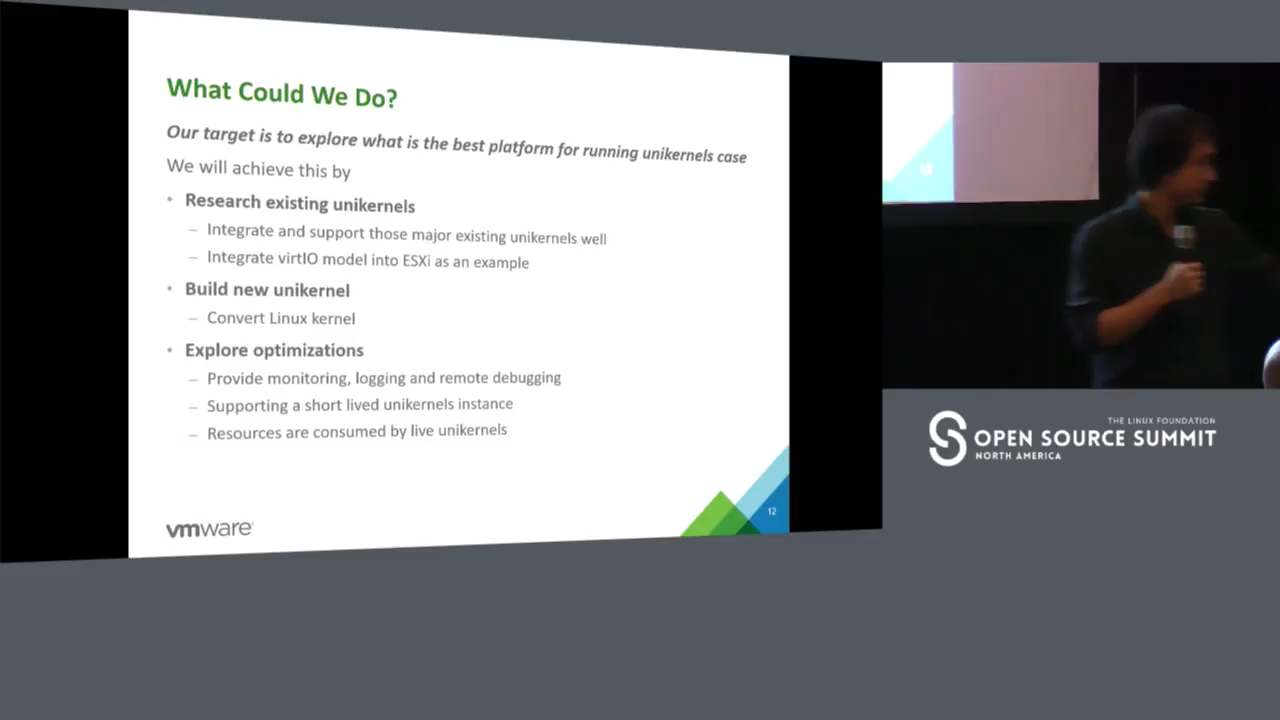 What Could We Do?
Our target is to explore what is the best platform for running unikernels case
We will achieve this by
• Research existing unikernels
– Integrate and support those major existing unikernels well
– Integrate virtIO model into ESXi as an example
• Build new unikernel
– Convert Linux kernel
• Explore optimizations
– Provide monitoring, logging and remote debugging
– Supporting a short lived unikernels instance
– Resources are consumed by live unikernels
vmware
12
THE LINUX FOUNDATION
OPEN SOURCE SUMMIT
NORTH AMERICA